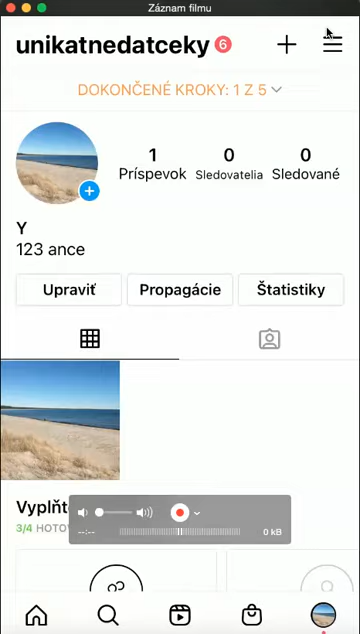 Záznam filmu
unikatnedatceky 6
DOKONČENÉ KROKY: 1 Z 5
1 0 0
Príspevok Sledovatelia Sledované
Y
123 ance
Upraviť Propagácie Štatistiky
3/4
--:-- 0 kB